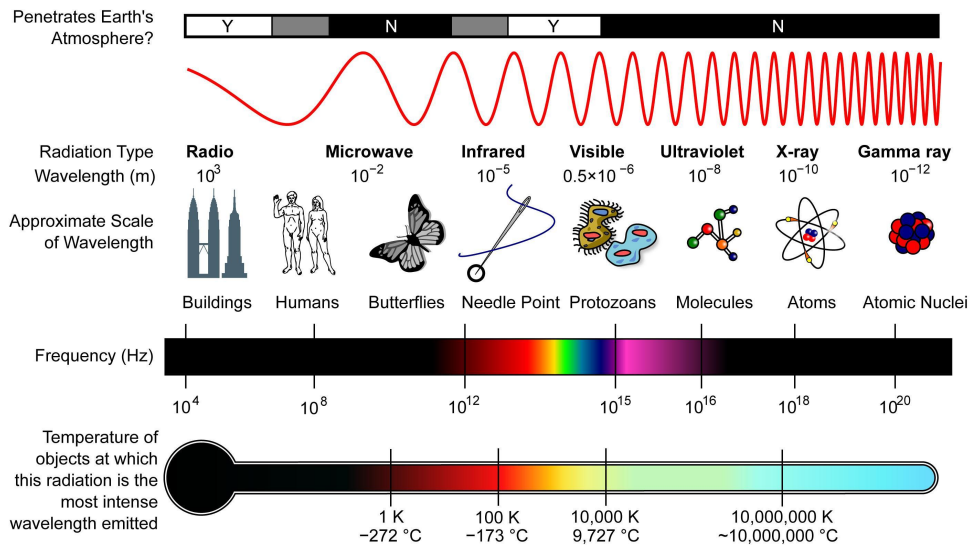 Penetrates Earth's
Atmosphere?
Y
N
Y
N
Radiation Type
Radio
Microwave
Infrared
Visible
Ultraviolet
X-ray
Gamma ray
Wavelength (m)
10³
10⁻²
10⁻⁵
0.5×10⁻⁶
10⁻⁸
10⁻¹⁰
10⁻¹²
Approximate Scale
of Wavelength
Buildings
Humans
Butterflies
Needle Point
Protozoans
Molecules
Atoms
Atomic Nuclei
Frequency (Hz)
10⁴
10⁸
10¹²
10¹⁵
10¹⁶
10¹⁸
10²⁰
Temperature of
objects at which
this radiation is the
most intense
wavelength emitted
1 K
−272 °C
100 K
−173 °C
10,000 K
9,727 °C
10,000,000 K
~10,000,000 °C